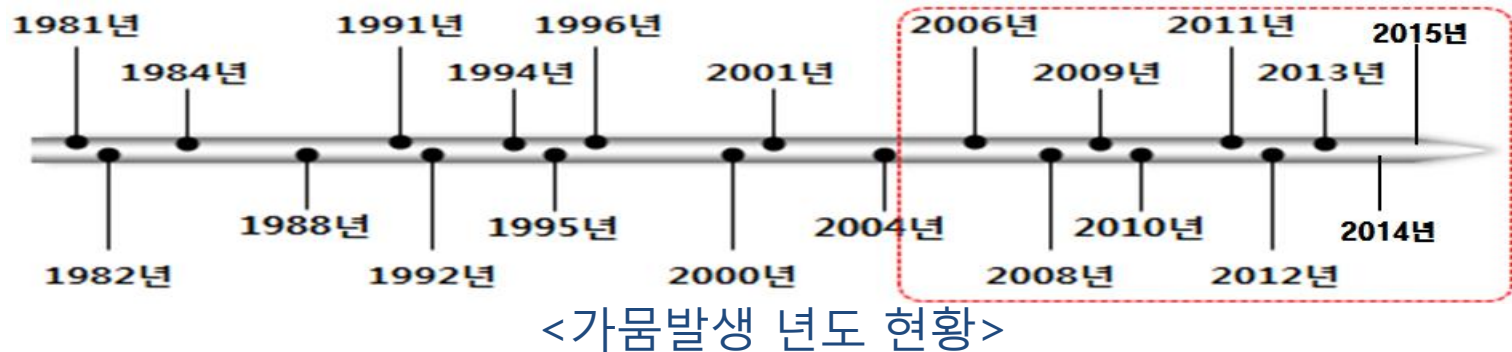 1981년 1991년 1996년 2006년 2011년 2015년
1984년 1994년 2001년 2009년 2013년
1988년 1995년 2004년 2010년 2014년
1982년 1992년 2000년 2008년 2012년
<가뭄발생 년도 현황>